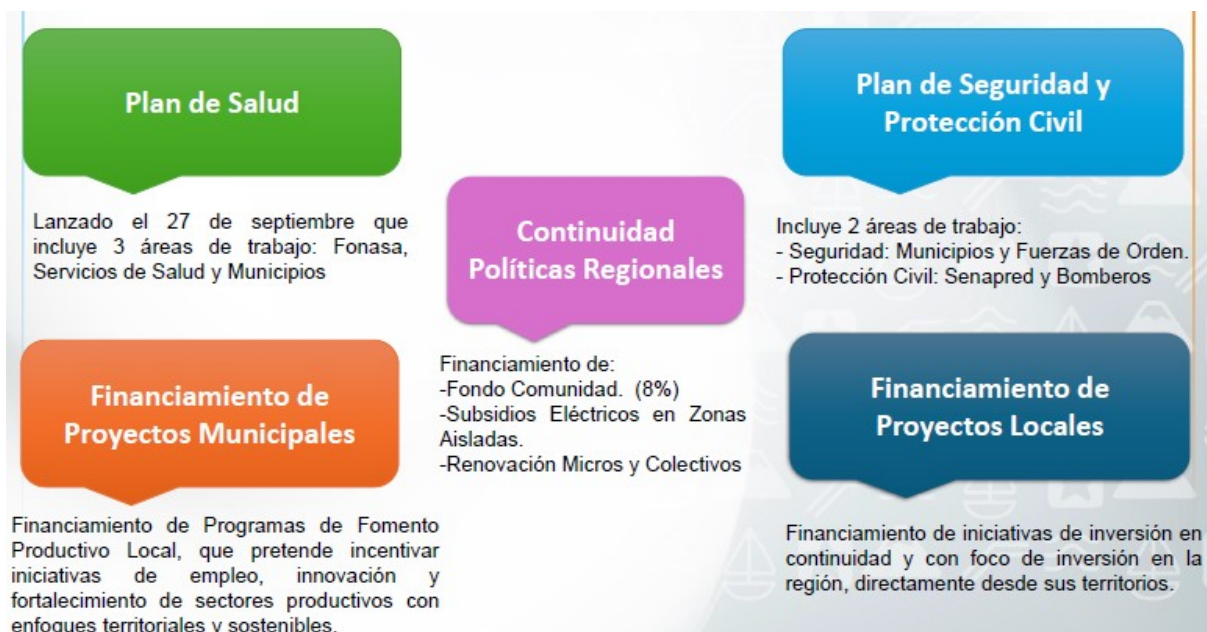 Plan de Salud
Lanzado el 27 de septiembre que
incluye 3 áreas de trabajo: Fonasa,
Servicios de Salud y Municipios
Plan de Seguridad y
Protección Civil
Incluye 2 áreas de trabajo:
- Seguridad: Municipios y Fuerzas de Orden.
- Protección Civil: Senapred y Bomberos
Continuidad
Políticas Regionales
Financiamiento de:
-Fondo Comunidad. (8%)
-Subsidios Eléctricos en Zonas
Aisladas.
-Renovación Micros y Colectivos
Financiamiento de
Proyectos Municipales
Financiamiento de Programas de Fomento
Productivo Local, que pretende incentivar
iniciativas de empleo, innovación y
fortalecimiento de sectores productivos con
enfoques territoriales y sostenibles.
Financiamiento de
Proyectos Locales
Financiamiento de iniciativas de inversión en
continuidad y con foco de inversión en la
región, directamente desde sus territorios.